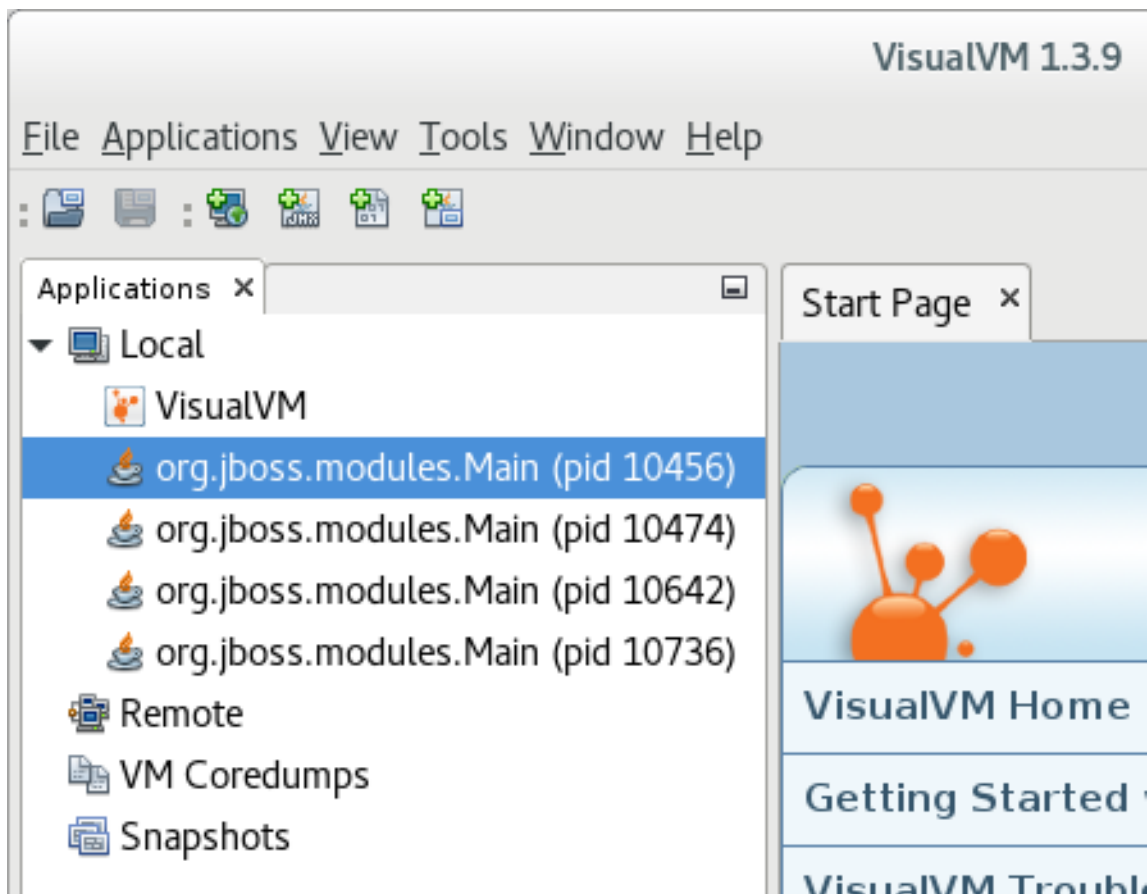 VisualVM 1.3.9
File Applications View Tools Window Help
JMX
Applications
Start Page
Local
VisualVM
org.jboss.modules.Main (pid 10456)
org.jboss.modules.Main (pid 10474)
org.jboss.modules.Main (pid 10642)
org.jboss.modules.Main (pid 10736)
Remote
VM Coredumps
Snapshots
VisualVM Home
Getting Started
VisualVM